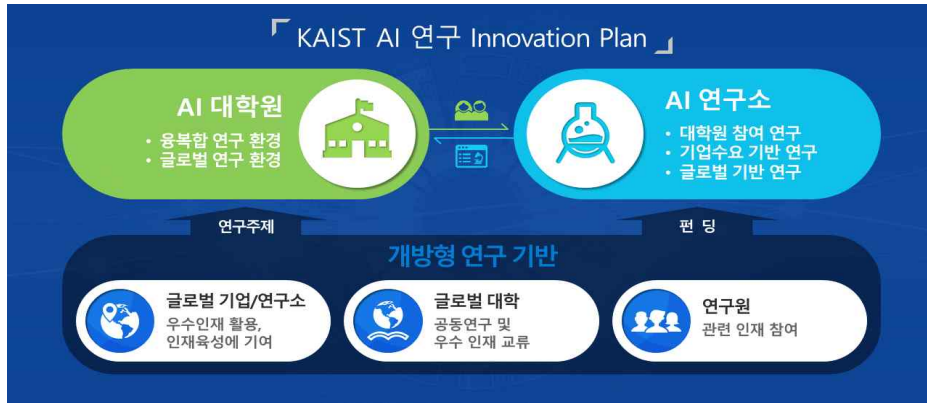 「KAIST AI 연구 Innovation Plan」
AI 대학원
• 융복합 연구 환경
• 글로벌 연구 환경
AI 연구소
• 대학원 참여 연구
• 기업수요 기반 연구
• 글로벌 기반 연구
연구주제
펀 딩
개방형 연구 기반
글로벌 기업/연구소
우수인재 활용,
인재육성에 기여
글로벌 대학
공동연구 및
우수 인재 교류
연구원
관련 인재 참여